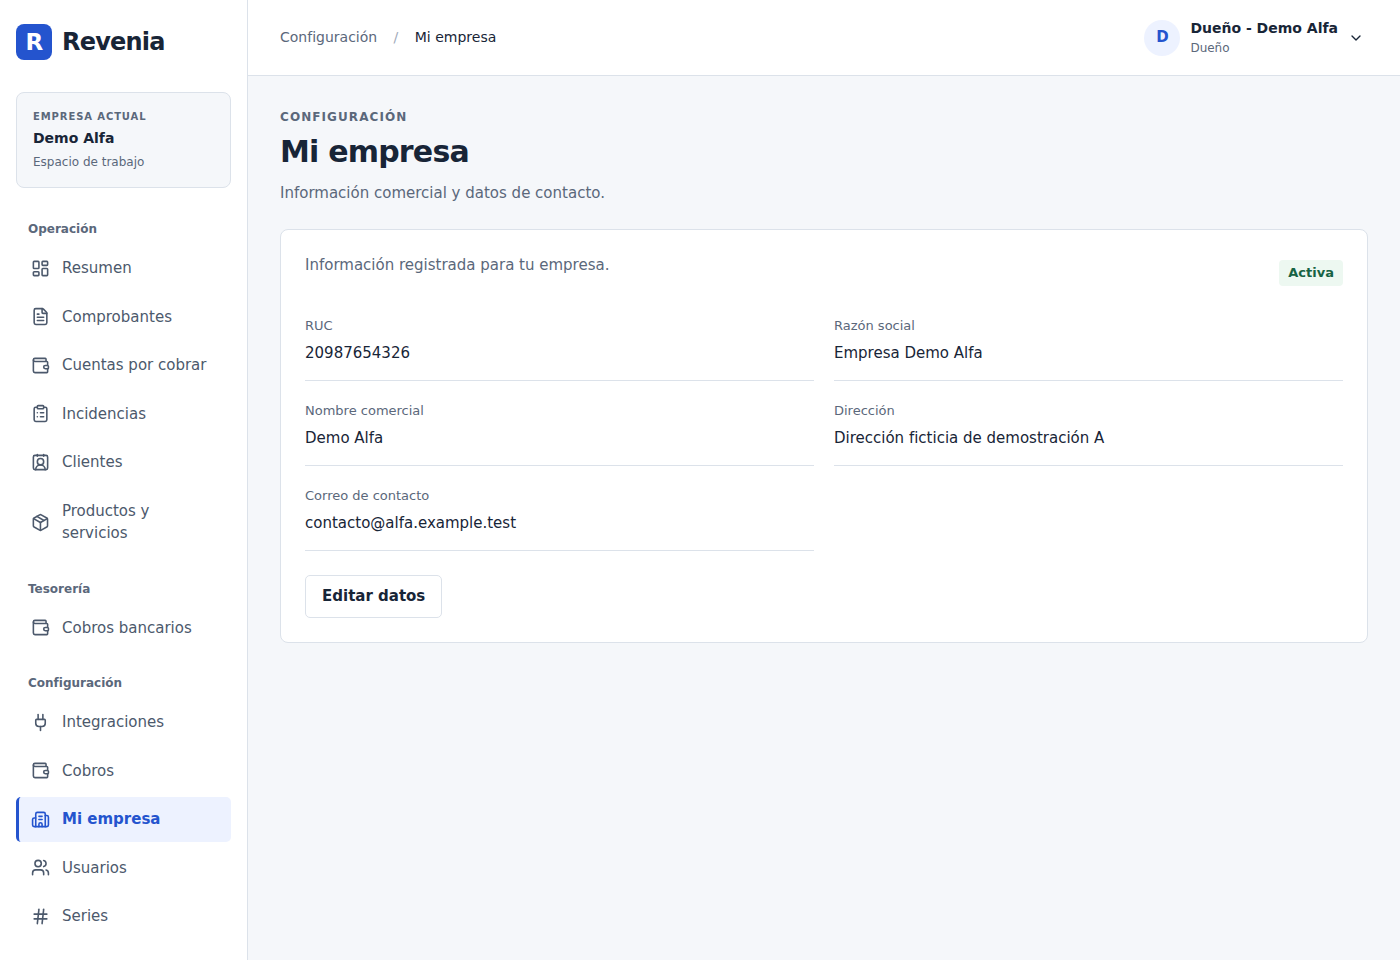 R Revenia
EMPRESA ACTUAL
Demo Alfa
Espacio de trabajo
Operación
Resumen
Comprobantes
Cuentas por cobrar
Incidencias
Clientes
Productos y
servicios
Tesorería
Cobros bancarios
Configuración
Integraciones
Cobros
Mi empresa
Usuarios
Series
Configuración / Mi empresa
D
Dueño - Demo Alfa
Dueño
CONFIGURACIÓN
Mi empresa
Información comercial y datos de contacto.
Información registrada para tu empresa.
Activa
RUC
20987654326
Razón social
Empresa Demo Alfa
Nombre comercial
Demo Alfa
Dirección
Dirección ficticia de demostración A
Correo de contacto
contacto@alfa.example.test
Editar datos